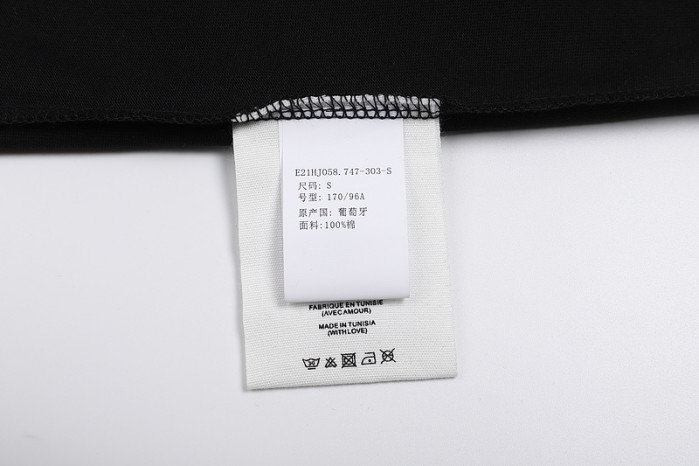 E21HJ058.747-303-S
尺码: S
号型: 170/96A
原产国: 葡萄牙
面料:100%棉
FABRIQUE EN TUNISIE
(AVEC AMOUR)
MADE IN TUNISIA
(WITH LOVE)